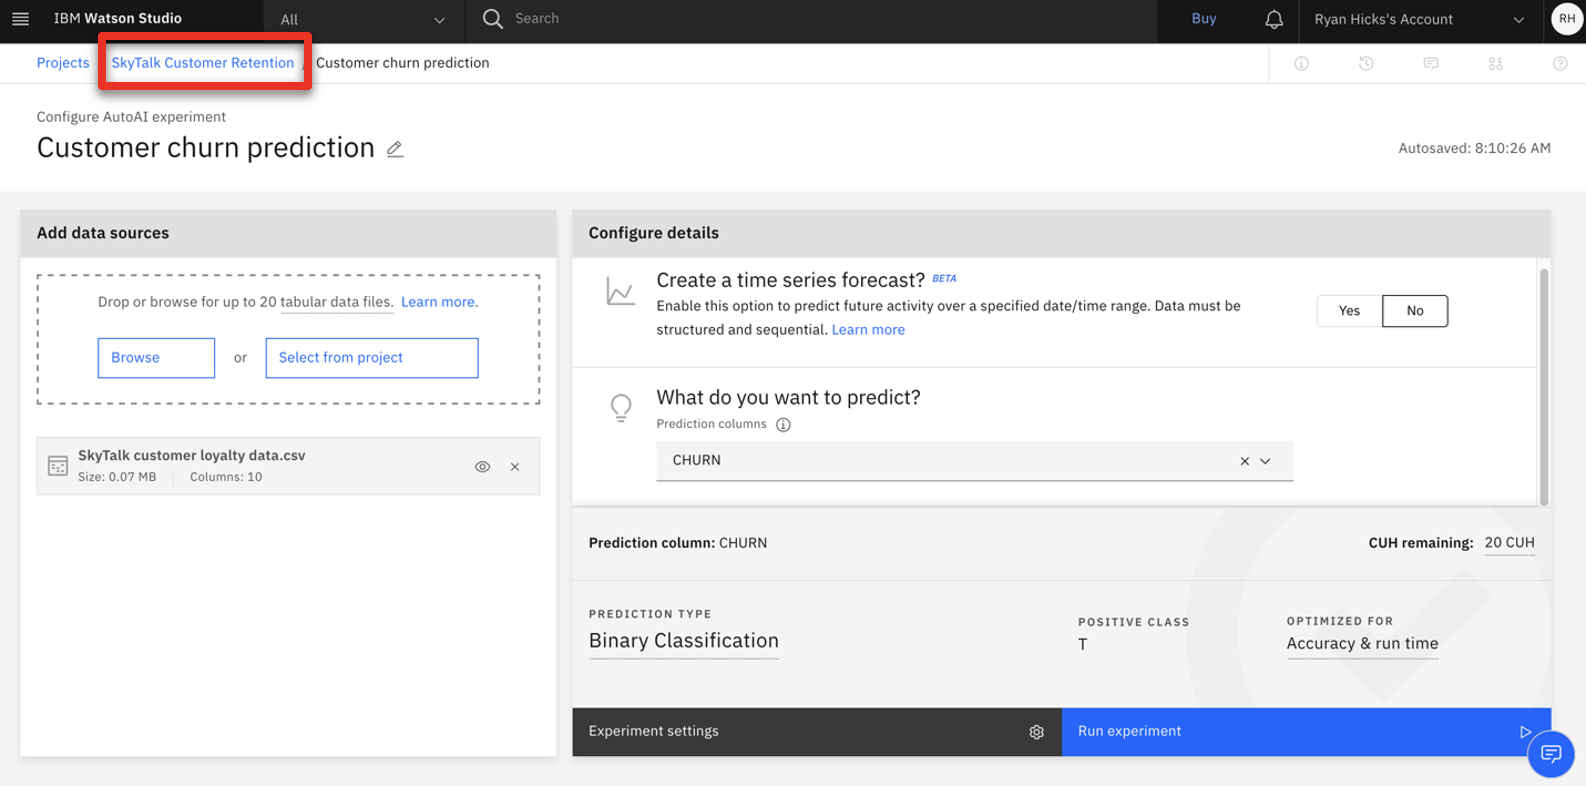 IBM Watson Studio
All
Search
Buy
Ryan Hicks's Account
RH
Projects
SkyTalk Customer Retention / Customer churn prediction
Configure AutoAI experiment
Customer churn prediction
Autosaved: 8:10:26 AM
Add data sources
Drop or browse for up to 20 tabular data files. Learn more.
Browse or Select from project
SkyTalk customer loyalty data.csv
Size: 0.07 MB Columns: 10
Configure details
Create a time series forecast? BETA
Enable this option to predict future activity over a specified date/time range. Data must be
structured and sequential. Learn more
Yes No
What do you want to predict?
Prediction columns
CHURN
Prediction column: CHURN
CUH remaining: 20 CUH
PREDICTION TYPE
Binary Classification
POSITIVE CLASS
T
OPTIMIZED FOR
Accuracy & run time
Experiment settings
Run experiment